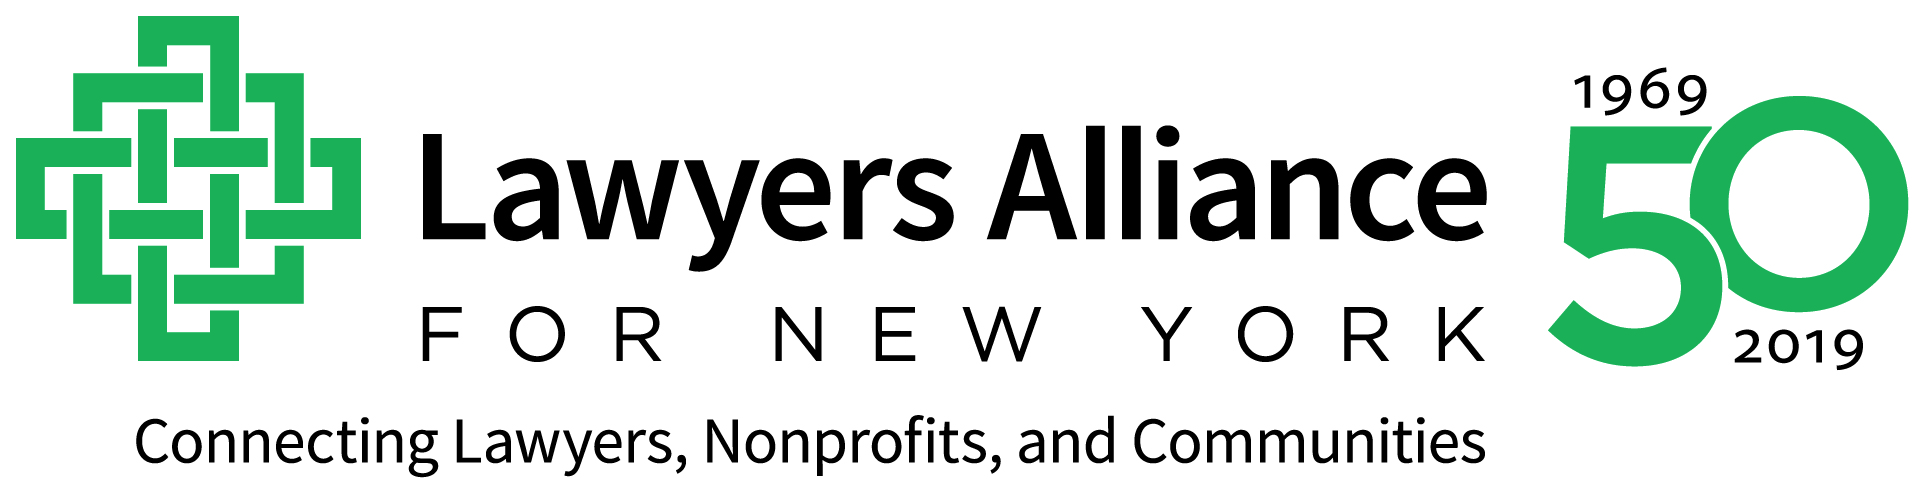 Lawyers Alliance
FOR NEW YORK
Connecting Lawyers, Nonprofits, and Communities
1969
50
2019